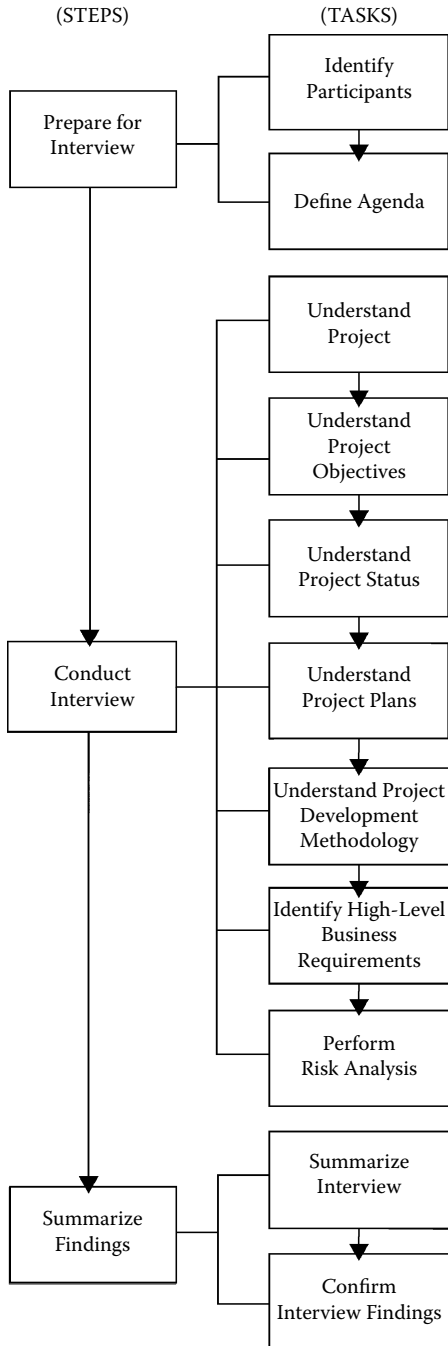 (STEPS)
(TASKS)
Prepare for
Interview
Identify
Participants
Define Agenda
Conduct
Interview
Understand
Project
Understand
Project
Objectives
Understand
Project Status
Understand
Project Plans
Understand Project
Development
Methodology
Identify High-Level
Business
Requirements
Perform
Risk Analysis
Summarize
Findings
Summarize
Interview
Confirm
Interview Findings